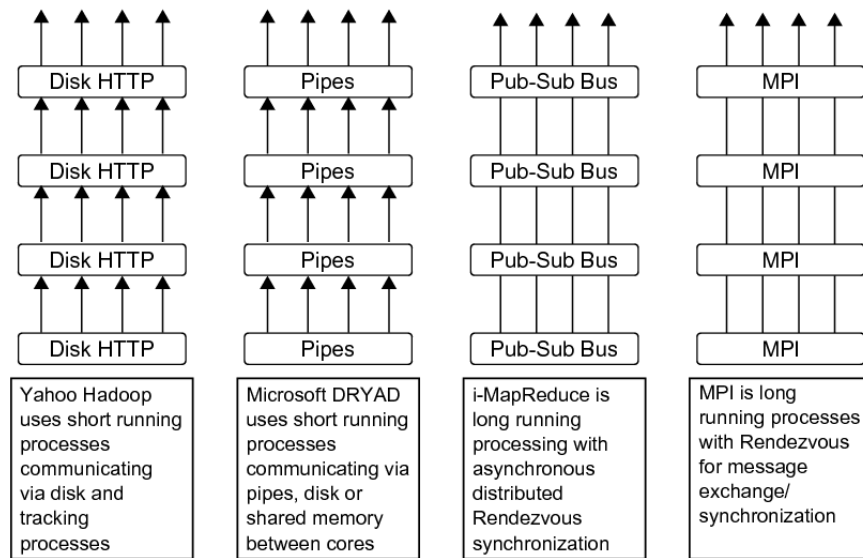 Disk HTTP
Pipes
Pub-Sub Bus
MPI
Disk HTTP
Pipes
Pub-Sub Bus
MPI
Disk HTTP
Pipes
Pub-Sub Bus
MPI
Disk HTTP
Pipes
Pub-Sub Bus
MPI
Yahoo Hadoop
uses short running
processes
communicating
via disk and
tracking
processes
Microsoft DRYAD
uses short running
processes
communicating via
pipes, disk or
shared memory
between cores
i-MapReduce is
long running
processing with
asynchronous
distributed
Rendezvous
synchronization
MPI is long
running processes
with Rendezvous
for message
exchange/
synchronization